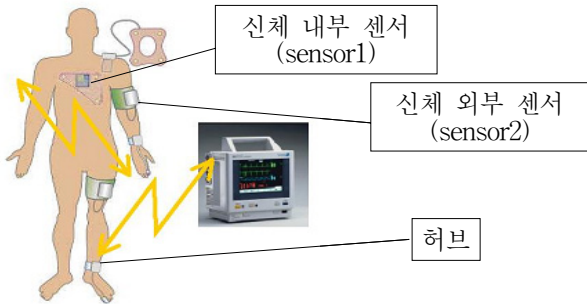 신체 내부 센서
(sensor1)
신체 외부 센서
(sensor2)
허브